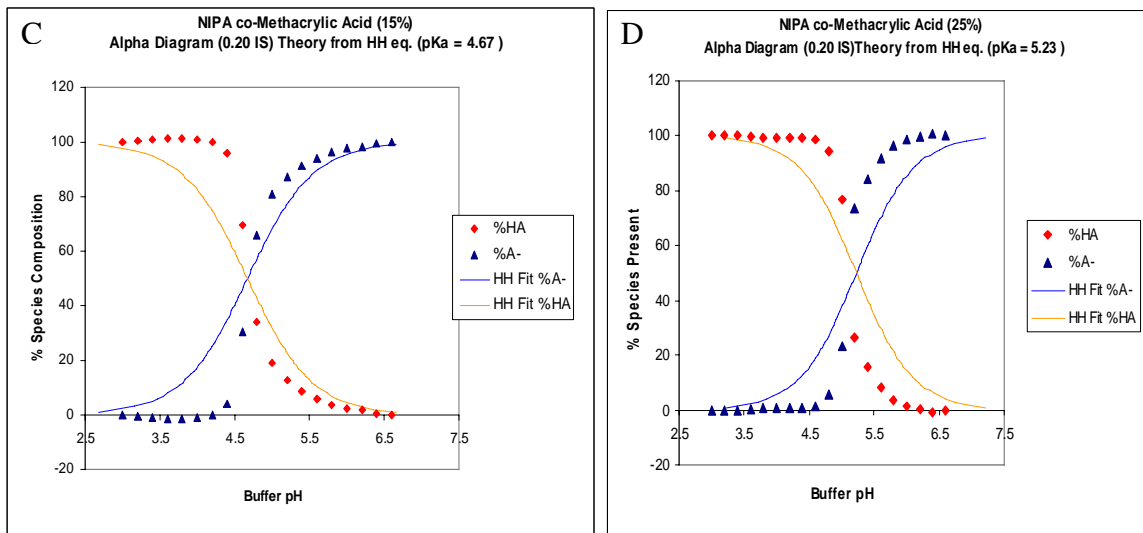 C
NIPA co-Methacrylic Acid (15%)
Alpha Diagram (0.20 IS) Theory from HH eq. (pKa = 4.67 )
120
100
80
60
40
20
0
-20
2.5 3.5 4.5 5.5 6.5 7.5
% Species Composition
Buffer pH
%HA
%A-
HH Fit %A-
HH Fit %HA
D
NIPA co-Methacrylic Acid (25%)
Alpha Diagram (0.20 IS)Theory from HH eq. (pKa = 5.23 )
120
100
80
60
40
20
0
-20
2.5 3.5 4.5 5.5 6.5 7.5
% Species Present
Buffer pH
%HA
%A-
HH Fit %A-
HH Fit %HA